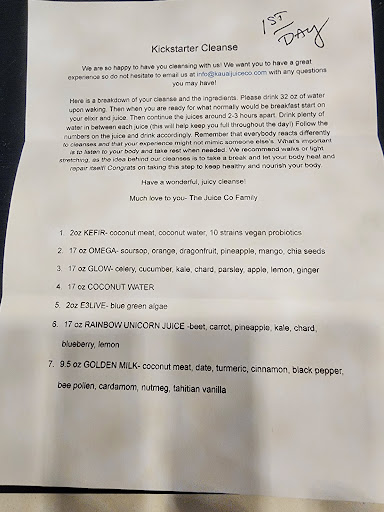 1ST
DAY
Kickstarter Cleanse
We are so happy to have you cleansing with us! We want you to have a great
experience so do not hesitate to email us at info@kauaijuiceco.com with any questions
you may have!
Here is a breakdown of your cleanse and the ingredients. Please drink 32 oz of water
upon waking. Then when you are ready for what normally would be breakfast start on
your elixir and juice. Then continue the juices around 2-3 hours apart. Drink plenty of
water in between each juice (this will help keep you full throughout the day!) Follow the
numbers on the juice and drink accordingly. Remember that everybody reacts differently
to cleanses and that your experience might not mimic someone else's. What's important
is to listen to your body and take rest when needed. We recommend walks or light
stretching, as the idea behind our cleanses is to take a break and let your body heal and
repair itself! Congrats on taking this step to keep healthy and nourish your body.
Have a wonderful, juicy cleanse!
Much love to you- The Juice Co Family
1. 2oz KEFIR- coconut meat, coconut water, 10 strains vegan probiotics
2. 17 oz OMEGA- soursop, orange, dragonfruit, pineapple, mango, chia seeds
3. 17 oz GLOW- celery, cucumber, kale, chard, parsley, apple, lemon, ginger
4. 17 oz COCONUT WATER
5. 2oz E3LIVE- blue green algae
6. 17 oz RAINBOW UNICORN JUICE -beet, carrot, pineapple, kale, chard,
blueberry, lemon
7. 9.5 oz GOLDEN MILK- coconut meat, date, turmeric, cinnamon, black pepper,
bee pollen, cardamom, nutmeg, tahitian vanilla